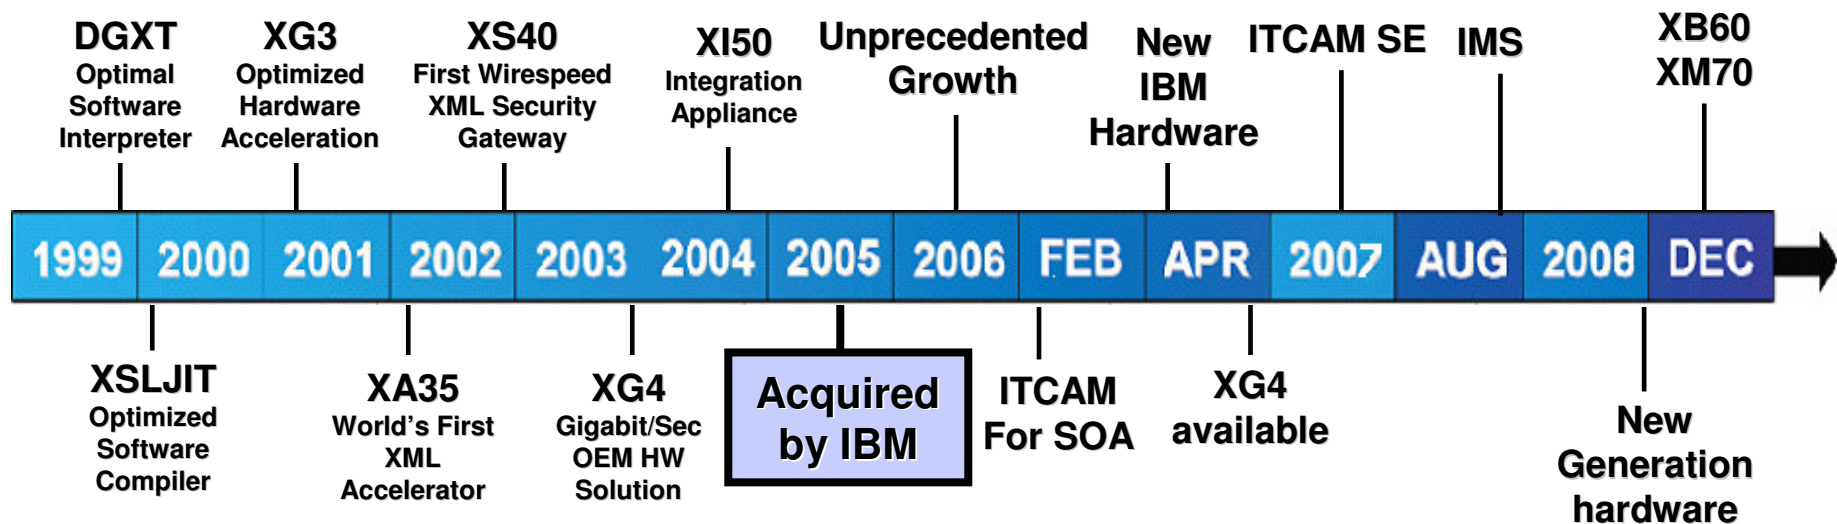 DGXT
Optimal
Software
Interpreter
XG3
Optimized
Hardware
Acceleration
XS40
First Wirespeed
XML Security
Gateway
XI50
Integration
Appliance
Unprecedented
Growth
New
IBM
Hardware
ITCAM SE
IMS
XB60
XM70
1999 2000 2001 2002 2003 2004 2005 2006 FEB APR 2007 AUG 2008 DEC
XSLJIT
Optimized
Software
Compiler
XA35
World's First
XML
Accelerator
XG4
Gigabit/Sec
OEM HW
Solution
Acquired
by IBM
ITCAM
For SOA
XG4
available
New
Generation
hardware